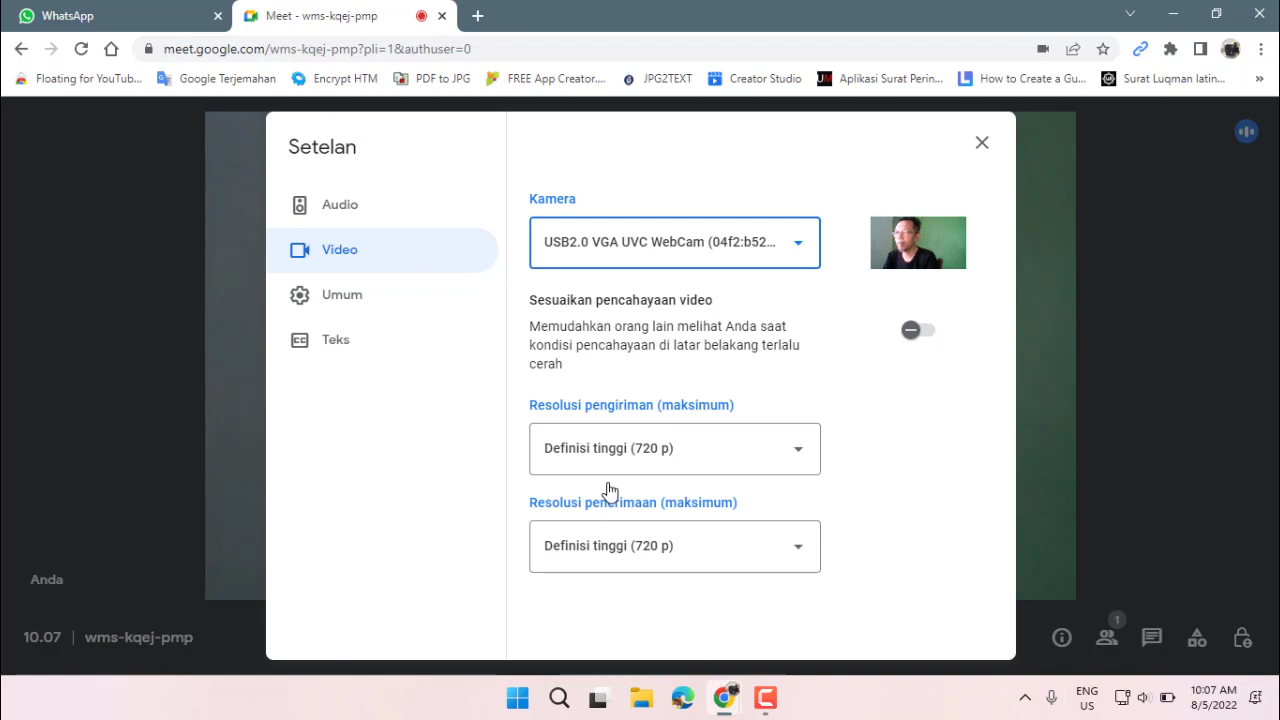 WhatsApp
Meet - wms-kqej-pmp
meet.google.com/wms-kqej-pmp?pli=1&authuser=0
Floating for YouTub...
Google Terjemahan
Encrypt HTM
PDF to JPG
FREE App Creator....
JPG2TEXT
Creator Studio
Aplikasi Surat Perin...
How to Create a Gu...
Surat Luqman latin...
»
Setelan
Audio
Video
Umum
Teks
Kamera
USB2.0 VGA UVC WebCam (04f2:b52...
Sesuaikan pencahayaan video
Memudahkan orang lain melihat Anda saat
kondisi pencahayaan di latar belakang terlalu
cerah
Resolusi pengiriman (maksimum)
Definisi tinggi (720 p)
Resolusi penerimaan (maksimum)
Definisi tinggi (720 p)
Anda
10.07 | wms-kqej-pmp
1
ENG
US
10:07 AM
8/5/2022